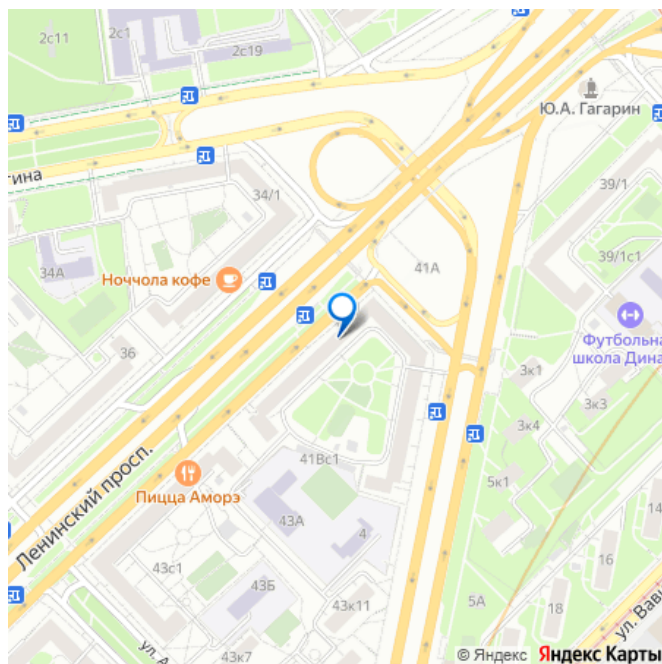 2с1
2с11
2с19
Ю.А. Гагарин
гина
34/1
39/1
41А
39/1с1
34А
Ноччола кофе
Футбольна
школа Дина
36
3к1
3к3
3к4
Ленинский просп.
41Вс1
5к1
Пицца Аморэ
43А
4
14
16
43с1
43Б
5А
18
43к11
ул. А
43к7
ул. Вави
© Яндекс Яндекс Карты